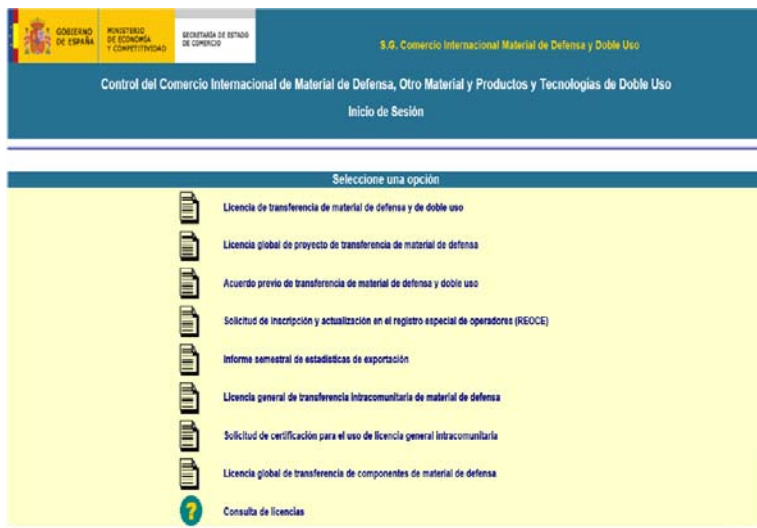 GOBIERNO
DE ESPAÑA
MINISTERIO
DE ECONOMÍA
Y COMPETITIVIDAD
SECRETARÍA DE ESTADO
DE COMERCIO
S.G. Comercio Internacional Material de Defensa y Doble Uso
Control del Comercio Internacional de Material de Defensa, Otro Material y Productos y Tecnologías de Doble Uso
Inicio de Sesión
Seleccione una opción
Licencia de transferencia de material de defensa y de doble uso
Licencia global de proyecto de transferencia de material de defensa
Acuerdo previo de transferencia de material de defensa y doble uso
Solicitud de inscripción y actualización en el registro especial de operadores (REOCE)
Informe semestral de estadísticas de exportación
Licencia general de transferencia intracomunitaria de material de defensa
Solicitud de certificación para el uso de licencia general intracomunitaria
Licencia global de transferencia de componentes de material de defensa
? Consulta de licencias